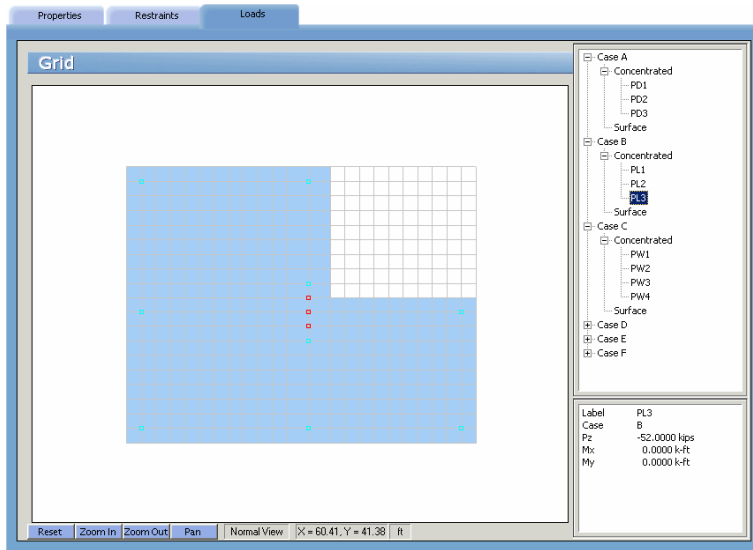 Properties Restraints Loads
Grid
Case A
Concentrated
PD1
PD2
PD3
Surface
Case B
Concentrated
PL1
PL2
PL3
Surface
Case C
Concentrated
PW1
PW2
PW3
PW4
Surface
Case D
Case E
Case F
Label PL3
Case B
Pz -52.0000 kips
Mx 0.0000 k-ft
My 0.0000 k-ft
Reset Zoom In Zoom Out Pan Normal View X = 60.41, Y = 41.38 ft